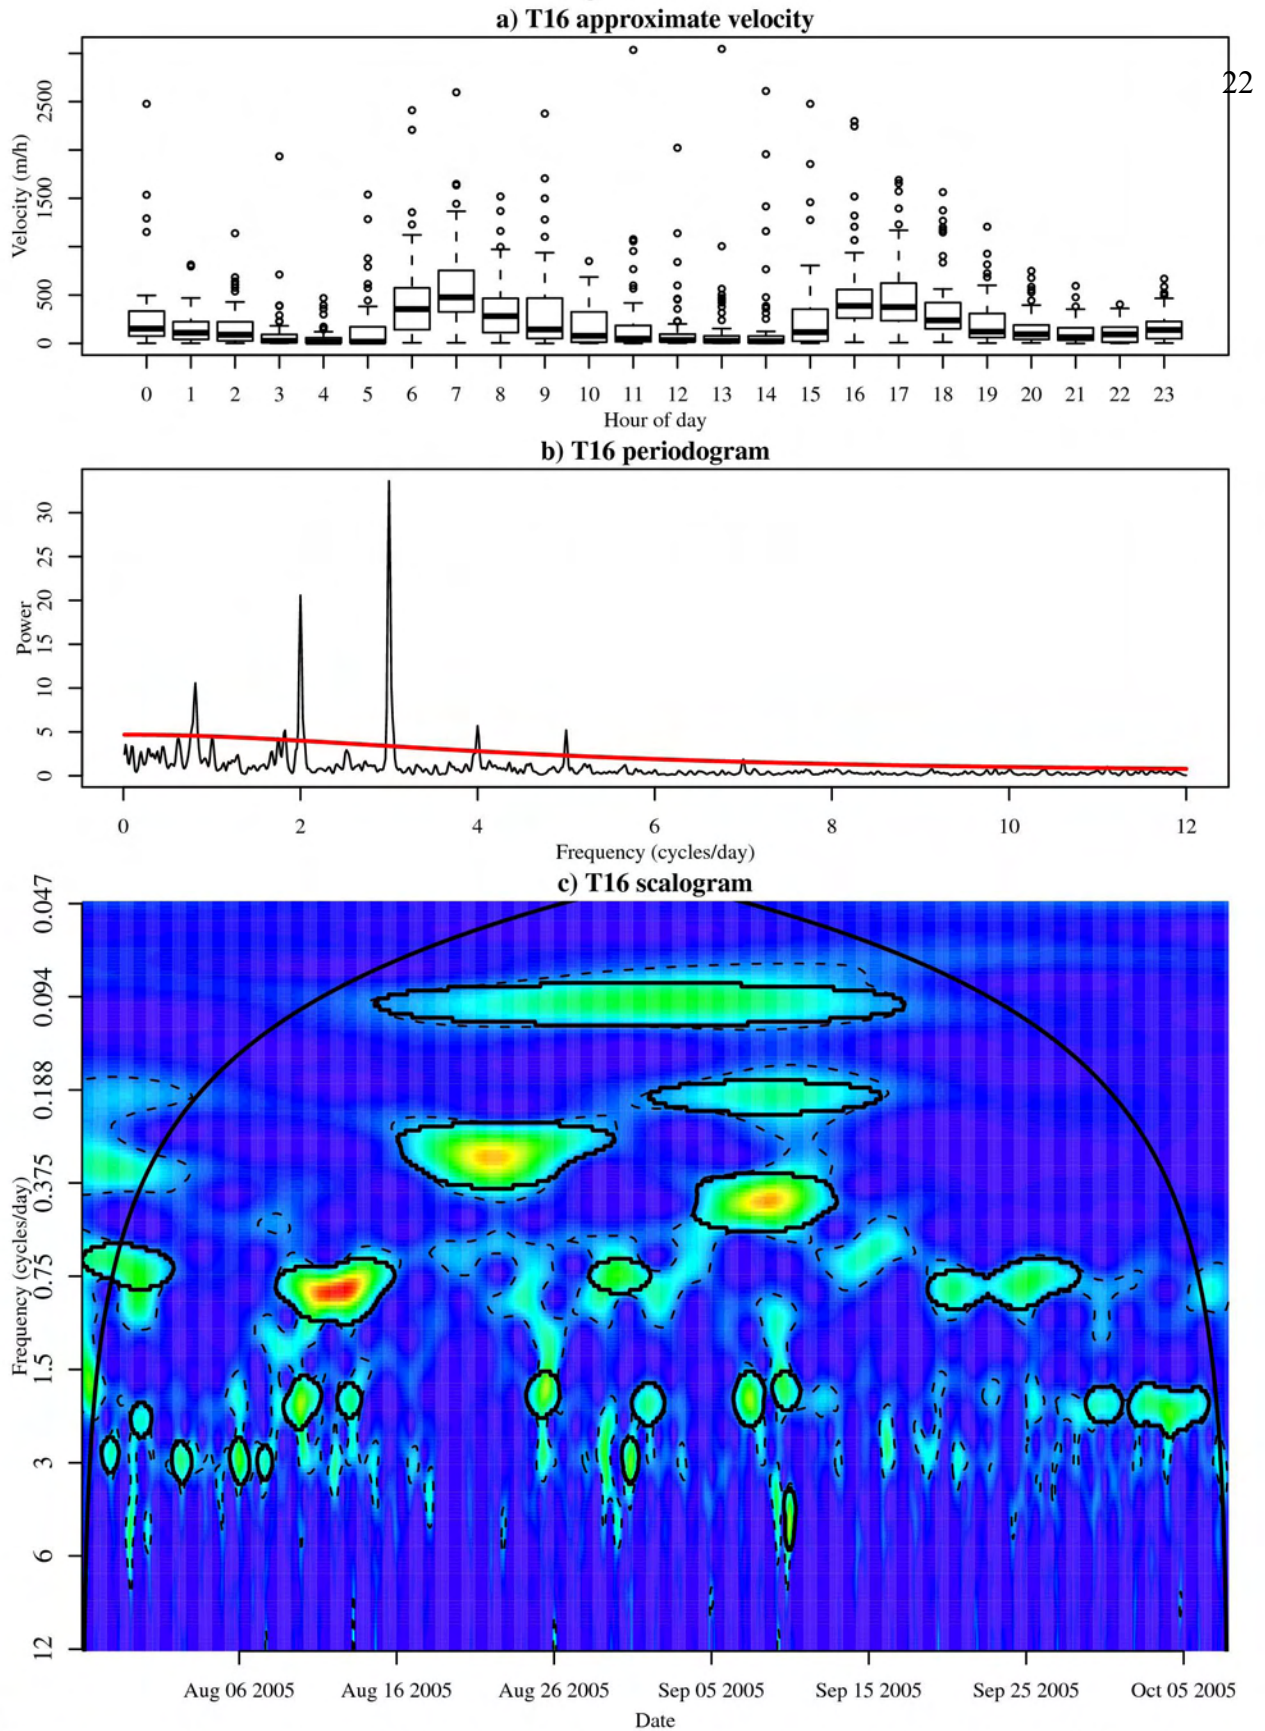 a) T16 approximate velocity
22
Velocity (m/h)
2500
1500
500
0
0 1 2 3 4 5 6 7 8 9 10 11 12 13 14 15 16 17 18 19 20 21 22 23
Hour of day
b) T16 periodogram
Power
30
25
20
15
10
5
0
0 2 4 6 8 10 12
Frequency (cycles/day)
c) T16 scalogram
Frequency (cycles/day)
0.047
0.094
0.188
0.375
0.75
1.5
3
6
12
Aug 06 2005 Aug 16 2005 Aug 26 2005 Sep 05 2005 Sep 15 2005 Sep 25 2005 Oct 05 2005
Date